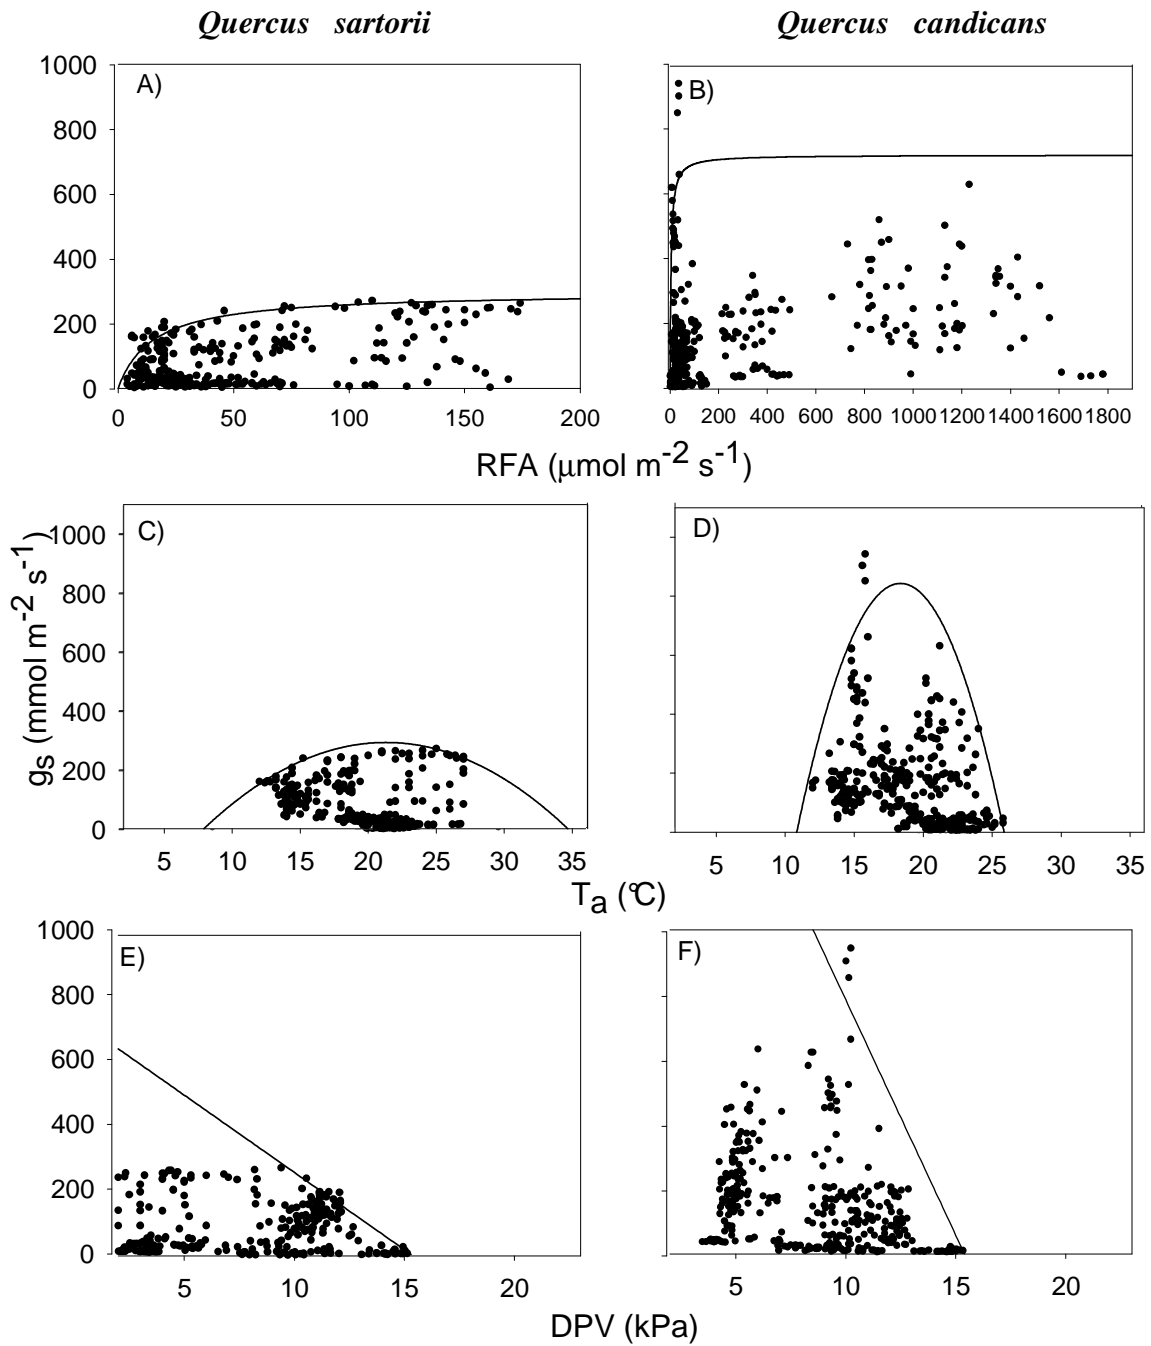 Quercus sartorii Quercus candicans
A) B)
1000
800
600
400
200
0
0 50 100 150 200
0 200 400 600 800 1000 1200 1400 1600 1800
RFA (μmol m-2 s-1)
C) D)
1000
800
600
400
200
0
gs (mmol m-2 s-1)
5 10 15 20 25 30 35
5 10 15 20 25 30 35
Ta (°C)
E) F)
1000
800
600
400
200
0
5 10 15 20
5 10 15 20
DPV (kPa)